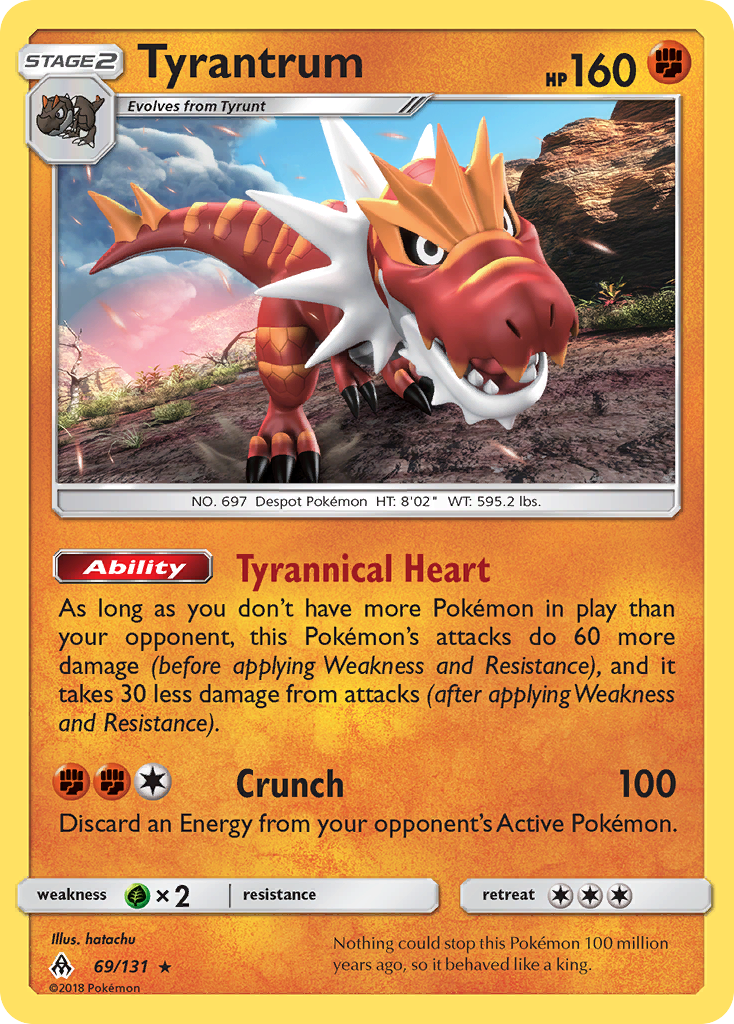 STAGE2
Tyrantrum
HP160
Evolves from Tyrunt
NO. 697 Despot Pokémon HT: 8'02" WT: 595.2 lbs.
Ability Tyrannical Heart
As long as you don't have more Pokémon in play than
your opponent, this Pokémon's attacks do 60 more
damage (before applying Weakness and Resistance), and it
takes 30 less damage from attacks (after applying Weakness
and Resistance).
Crunch 100
Discard an Energy from your opponent's Active Pokémon.
weakness ×2 resistance retreat
Illus. hatachu
69/131 ★
©2018 Pokémon
Nothing could stop this Pokémon 100 million
years ago, so it behaved like a king.